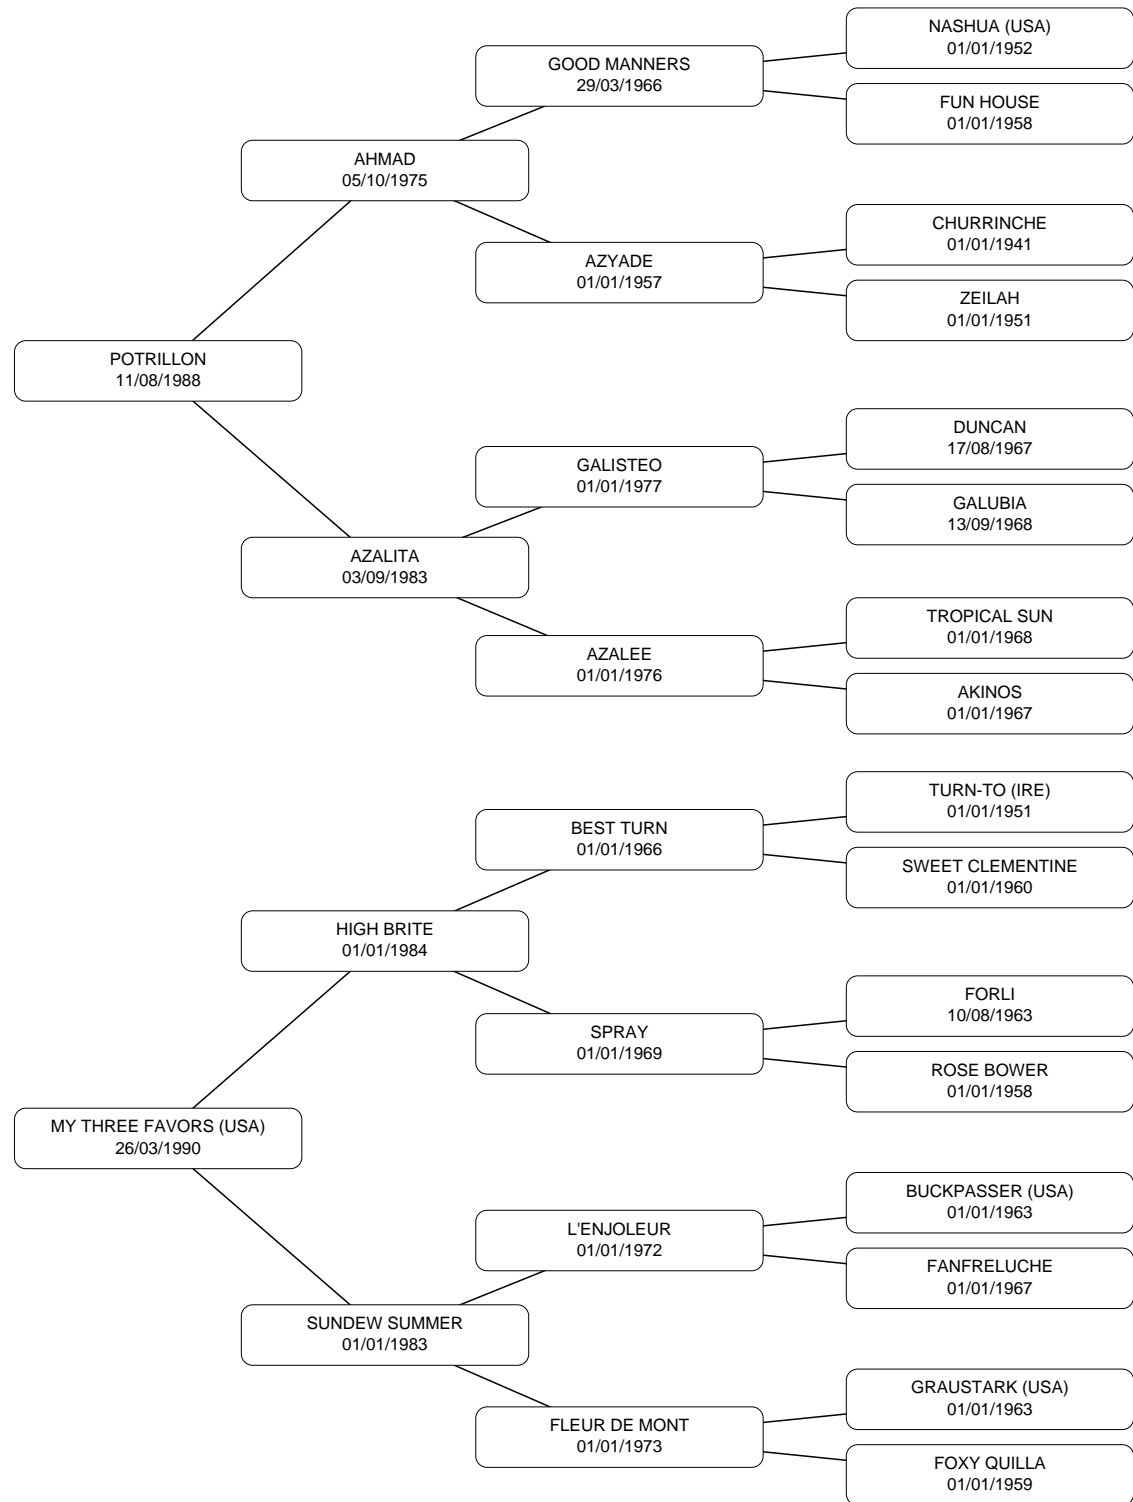 NASHUA (USA)
01/01/1952
GOOD MANNERS
29/03/1966
FUN HOUSE
01/01/1958
AHMAD
05/10/1975
CHURRINCHE
01/01/1941
AZYADE
01/01/1957
ZEILAH
01/01/1951
POTRILLON
11/08/1988
DUNCAN
17/08/1967
GALISTEO
01/01/1977
GALUBIA
13/09/1968
AZALITA
03/09/1983
TROPICAL SUN
01/01/1968
AZALEE
01/01/1976
AKINOS
01/01/1967
TURN-TO (IRE)
01/01/1951
BEST TURN
01/01/1966
SWEET CLEMENTINE
01/01/1960
HIGH BRITE
01/01/1984
FORLI
10/08/1963
SPRAY
01/01/1969
ROSE BOWER
01/01/1958
MY THREE FAVORS (USA)
26/03/1990
BUCKPASSER (USA)
01/01/1963
L'ENJOLEUR
01/01/1972
FANFRELUCHE
01/01/1967
SUNDEW SUMMER
01/01/1983
GRAUSTARK (USA)
01/01/1963
FLEUR DE MONT
01/01/1973
FOXY QUILLA
01/01/1959